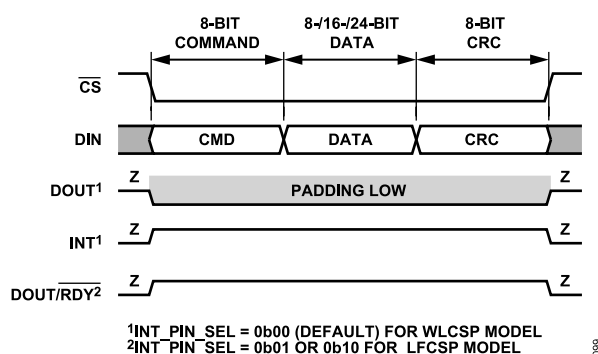 8-BIT
COMMAND
8-/16-/24-BIT
DATA
8-BIT
CRC
CS
DIN
CMD
DATA
CRC
Z
DOUT1
PADDING LOW
Z
Z
INT1
Z
Z
DOUT/RDY2
Z
1INT_PIN_SEL = 0b00 (DEFAULT) FOR WLCSP MODEL
2INT_PIN_SEL = 0b01 OR 0b10 FOR LFCSP MODEL